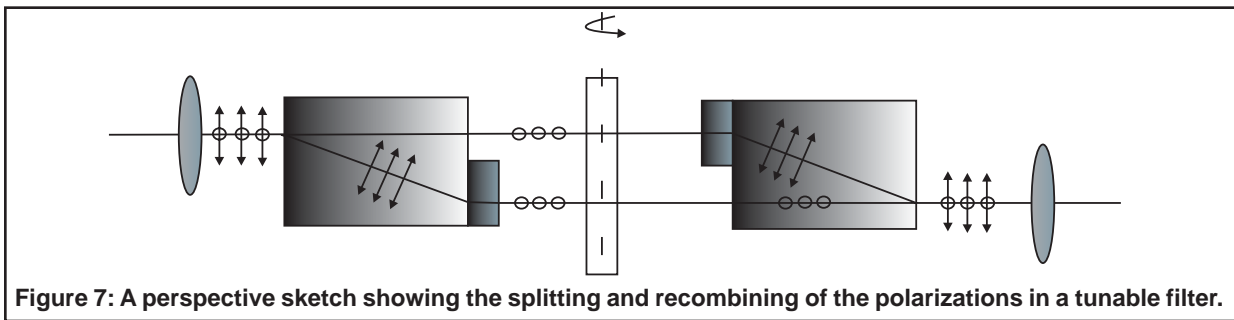 Figure 7: A perspective sketch showing the splitting and recombining of the polarizations in a tunable filter.